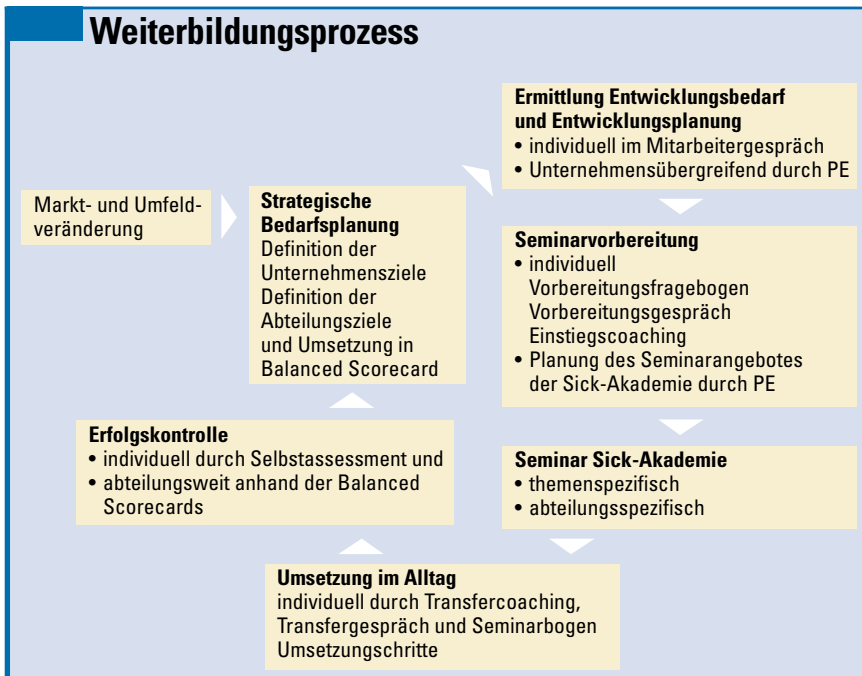 Weiterbildungsprozess
Markt- und Umfeld-
veränderung
Strategische
Bedarfsplanung
Definition der
Unternehmensziele
Definition der
Abteilungsziele
und Umsetzung in
Balanced Scorecard
Ermittlung Entwicklungsbedarf
und Entwicklungsplanung
• individuell im Mitarbeitergespräch
• Unternehmensübergreifend durch PE
Seminarvorbereitung
• individuell
Vorbereitungsfragebogen
Vorbereitungsgespräch
Einstiegscoaching
• Planung des Seminarangebotes
der Sick-Akademie durch PE
Seminar Sick-Akademie
• themenspezifisch
• abteilungsspezifisch
Umsetzung im Alltag
individuell durch Transfercoaching,
Transfergespräch und Seminarbogen
Umsetzungschritte
Erfolgskontrolle
• individuell durch Selbstassessment und
• abteilungsweit anhand der Balanced
Scorecards